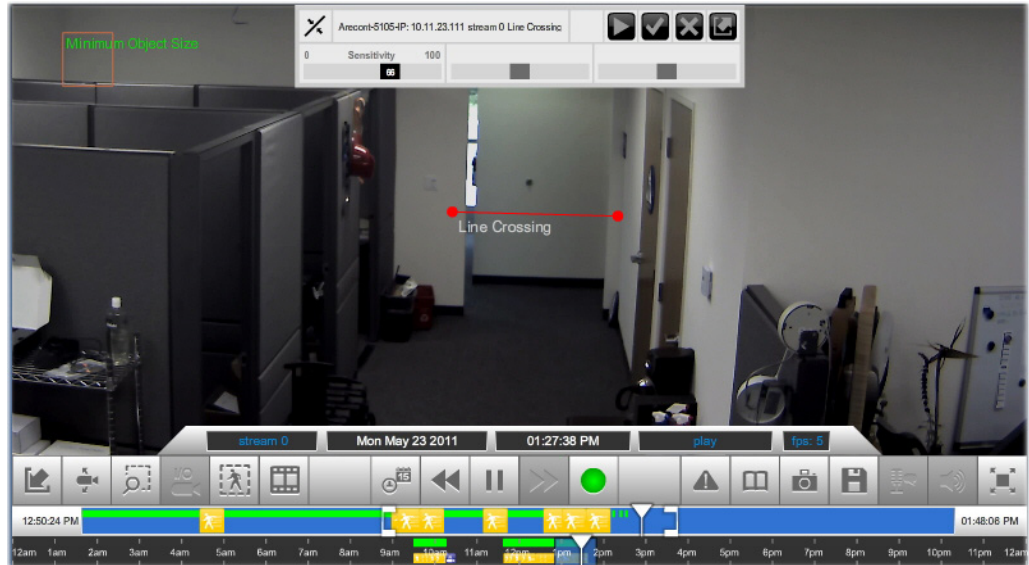 Minimum Object Size
Arecont-5105-IP: 10.11.23.111 stream 0 Line Crossing
0 Sensitivity 100
66
Line Crossing
stream 0 Mon May 23 2011 01:27:38 PM play fps: 5
I/O
15
12:50:24 PM 01:48:06 PM
12am 1am 2am 3am 4am 5am 6am 7am 8am 9am 10am 11am 12pm 1pm 2pm 3pm 4pm 5pm 6pm 7pm 8pm 9pm 10pm 11pm 12am